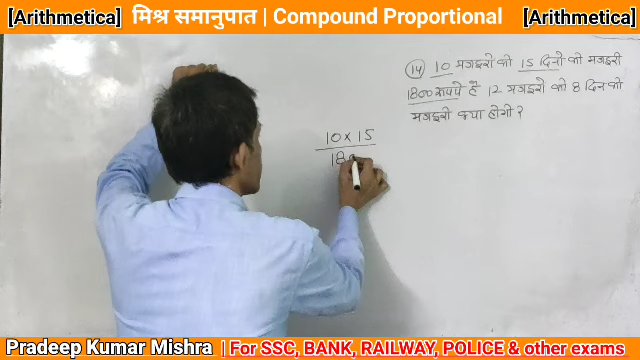 [Arithmetica] मिश्र समानुपात | Compound Proportional [Arithmetica]
(14) 10 मजदूरों की 15 दिनों की मजदूरी
1800 रूपये है 12 मजदूरों की 8 दिन की
मजदूरी क्या होगी ?
10 x 15
180
Pradeep Kumar Mishra | For SSC, BANK, RAILWAY, POLICE & other exams